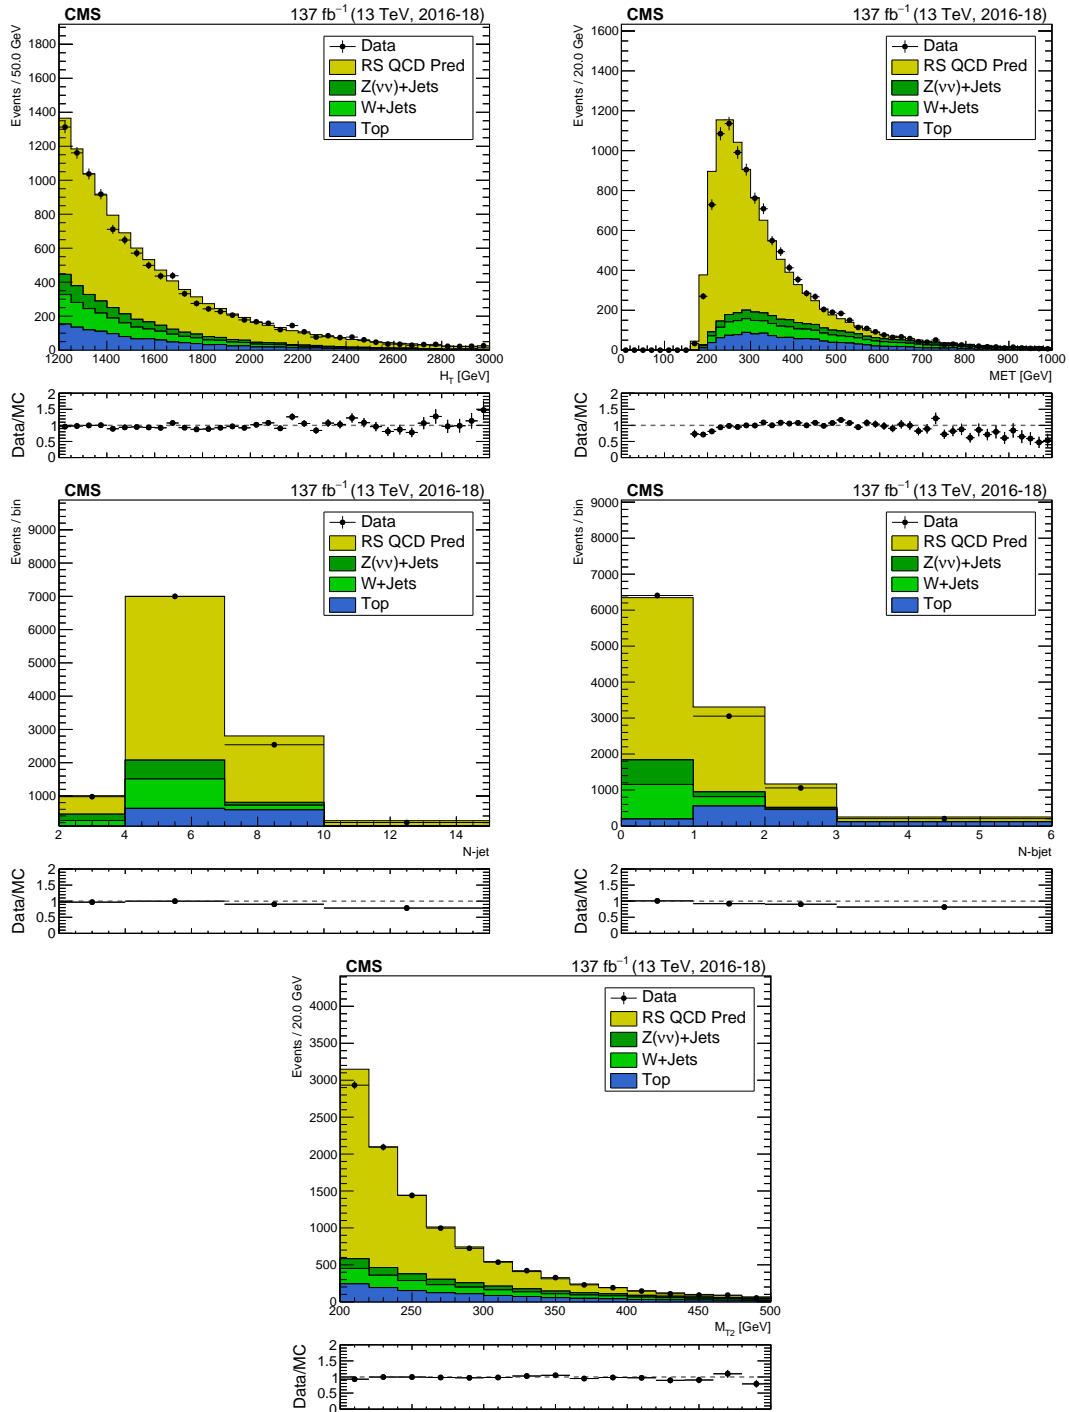 CMS 137 fb⁻¹ (13 TeV, 2016-18)
Events / 50.0 GeV
1800
1600
1400
1200
1000
800
600
400
200
0
Data
RS QCD Pred
Z(νν)+Jets
W+Jets
Top
1200 1400 1600 1800 2000 2200 2400 2600 2800 3000
H_T [GeV]
Data/MC
2
1.5
1
0.5
0
CMS 137 fb⁻¹ (13 TeV, 2016-18)
Events / 20.0 GeV
1600
1400
1200
1000
800
600
400
200
0
Data
RS QCD Pred
Z(νν)+Jets
W+Jets
Top
0 100 200 300 400 500 600 700 800 900 1000
MET [GeV]
Data/MC
2
1.5
1
0.5
0
CMS 137 fb⁻¹ (13 TeV, 2016-18)
Events / bin
9000
8000
7000
6000
5000
4000
3000
2000
1000
Data
RS QCD Pred
Z(νν)+Jets
W+Jets
Top
2 4 6 8 10 12 14
N-jet
Data/MC
2
1.5
1
0.5
0
CMS 137 fb⁻¹ (13 TeV, 2016-18)
Events / bin
9000
8000
7000
6000
5000
4000
3000
2000
1000
0
Data
RS QCD Pred
Z(νν)+Jets
W+Jets
Top
0 1 2 3 4 5 6
N-bjet
Data/MC
2
1.5
1
0.5
0
CMS 137 fb⁻¹ (13 TeV, 2016-18)
Events / 20.0 GeV
4000
3500
3000
2500
2000
1500
1000
500
0
Data
RS QCD Pred
Z(νν)+Jets
W+Jets
Top
200 250 300 350 400 450 500
M_T2 [GeV]
Data/MC
2
1.5
1
0.5
0